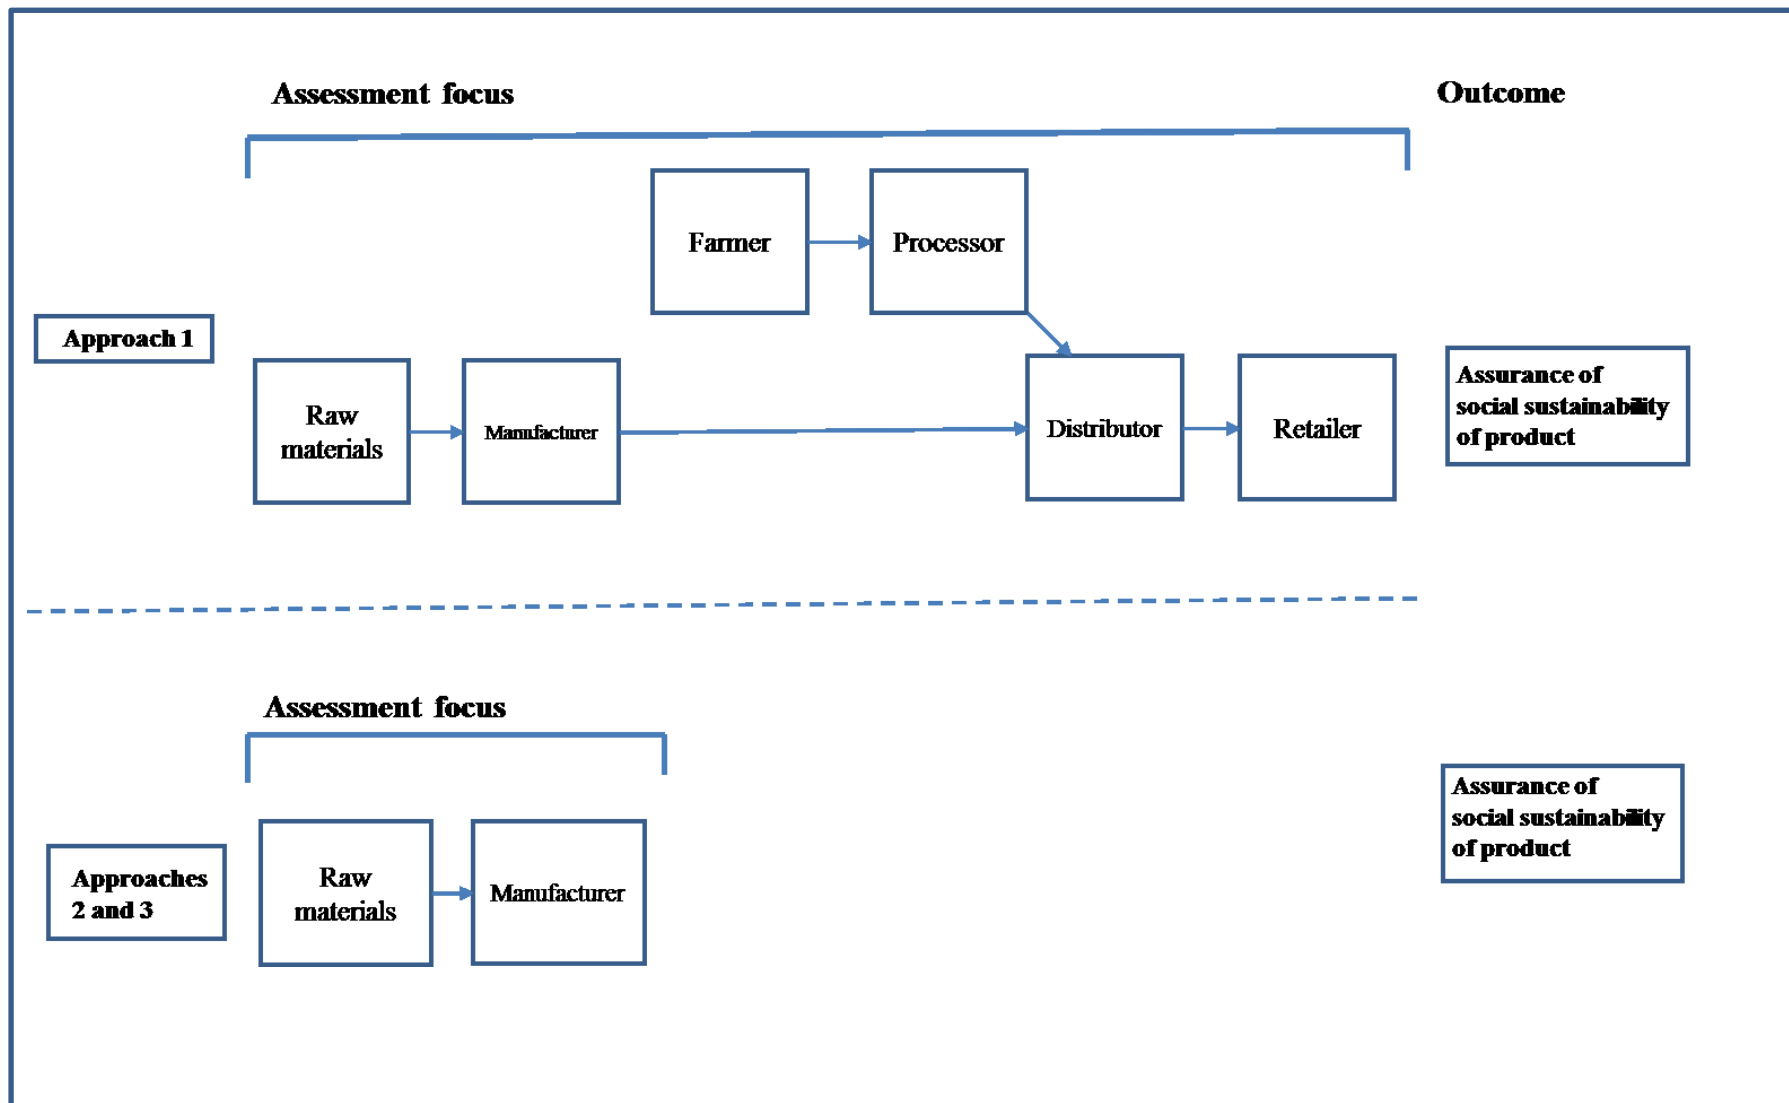 Assessment focus
Outcome
Farmer
Processor
Approach 1
Raw
materials
Manufacturer
Distributor
Retailer
Assurance of
social sustainability
of product
Assessment focus
Approaches
2 and 3
Raw
materials
Manufacturer
Assurance of
social sustainability
of product